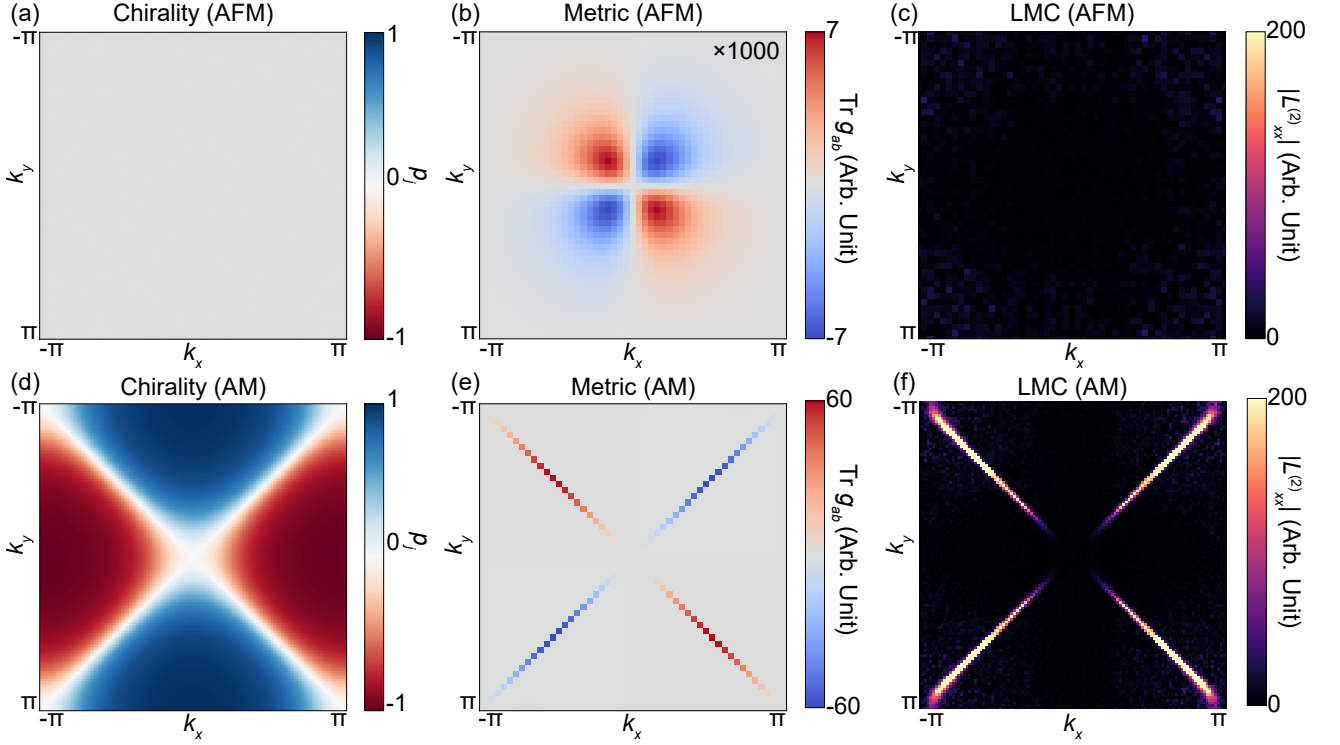 (a) Chirality (AFM)
-π
k_y
π
-π k_x π
1
0
-1
p_i
(b) Metric (AFM)
×1000
-π
k_y
π
-π k_x π
7
-7
Tr g_ab (Arb. Unit)
(c) LMC (AFM)
-π
k_y
π
-π k_x π
200
0
|L^(2)_xx| (Arb. Unit)
(d) Chirality (AM)
-π
k_y
π
-π k_x π
1
0
-1
p_i
(e) Metric (AM)
-π
k_y
π
-π k_x π
60
-60
Tr g_ab (Arb. Unit)
(f) LMC (AM)
-π
k_y
π
-π k_x π
200
0
|L^(2)_xx| (Arb. Unit)